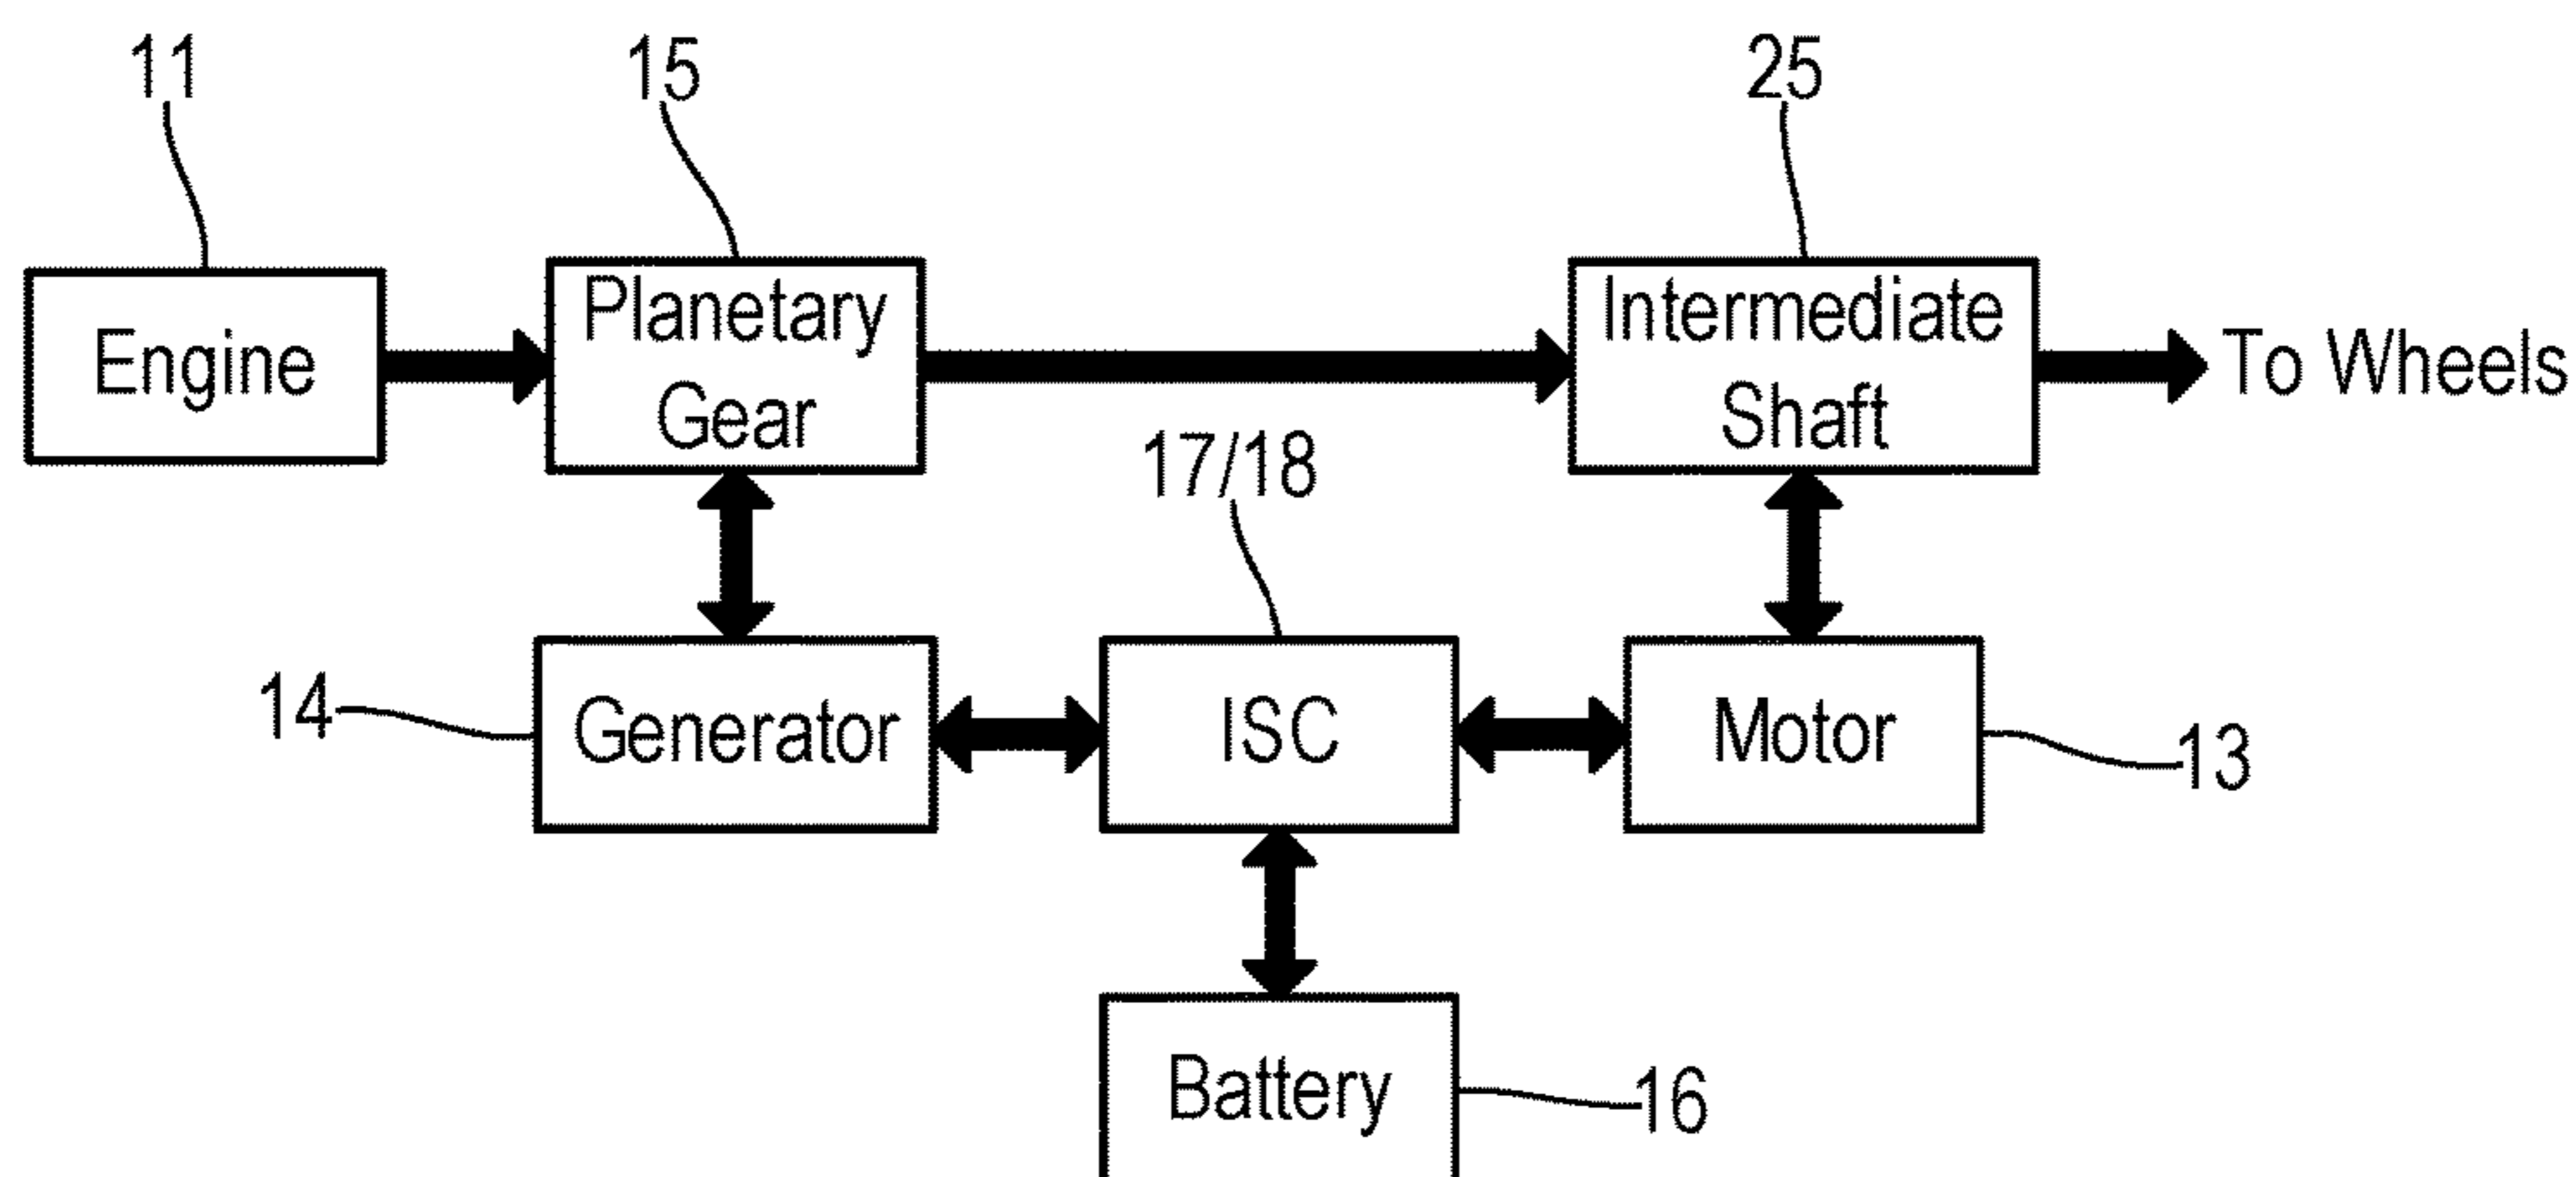 11
15
25
Engine
Planetary
Gear
Intermediate
Shaft
To Wheels
17/18
14
Generator
ISC
Motor
13
Battery
16